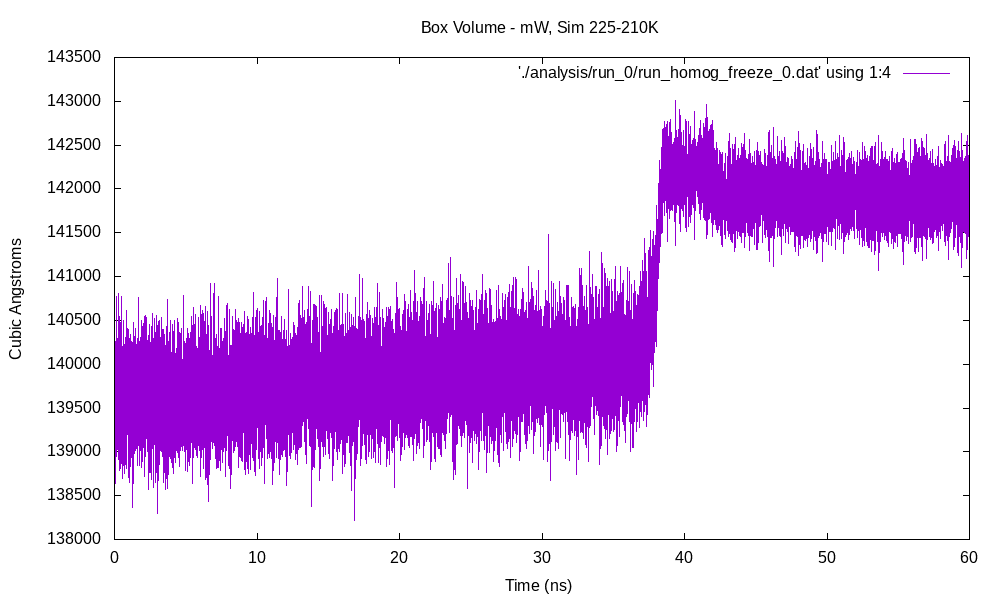 Box Volume - mW, Sim 225-210K
'./analysis/run_0/run_homog_freeze_0.dat' using 1:4
143500
143000
142500
142000
141500
141000
140500
140000
139500
139000
138500
138000
Cubic Angstroms
0 10 20 30 40 50 60
Time (ns)